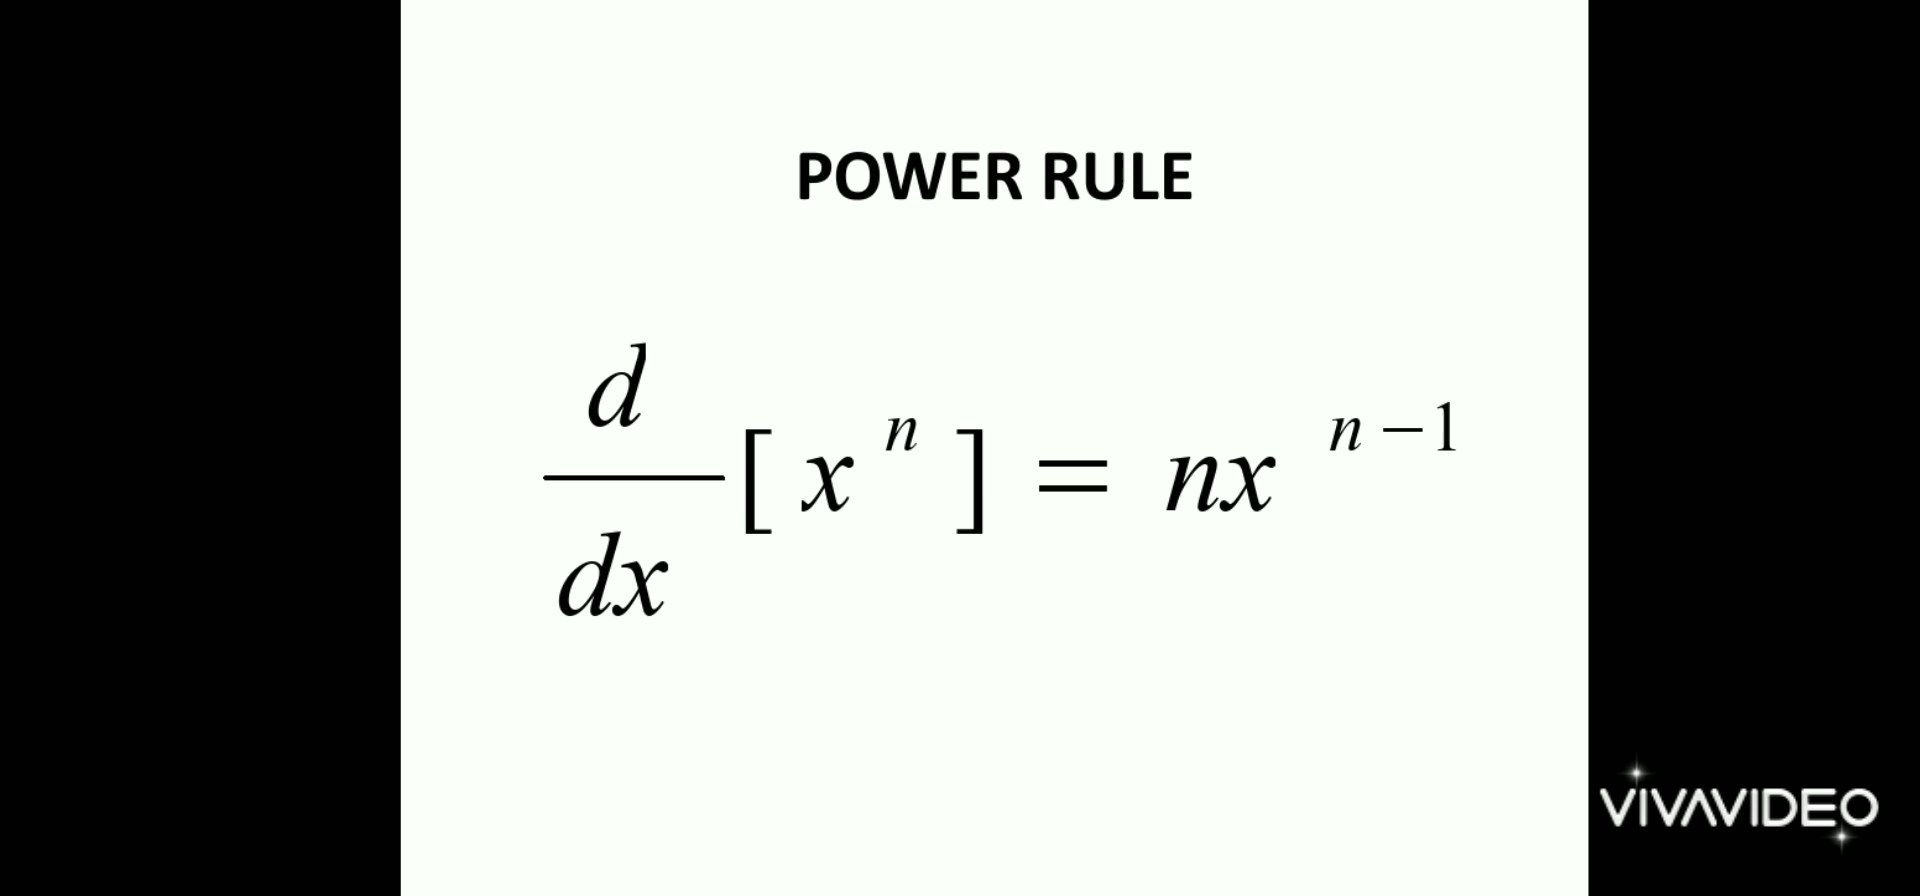 POWER RULE
d/dx [ x^n ] = nx^{n-1}
VIVAVIDEO